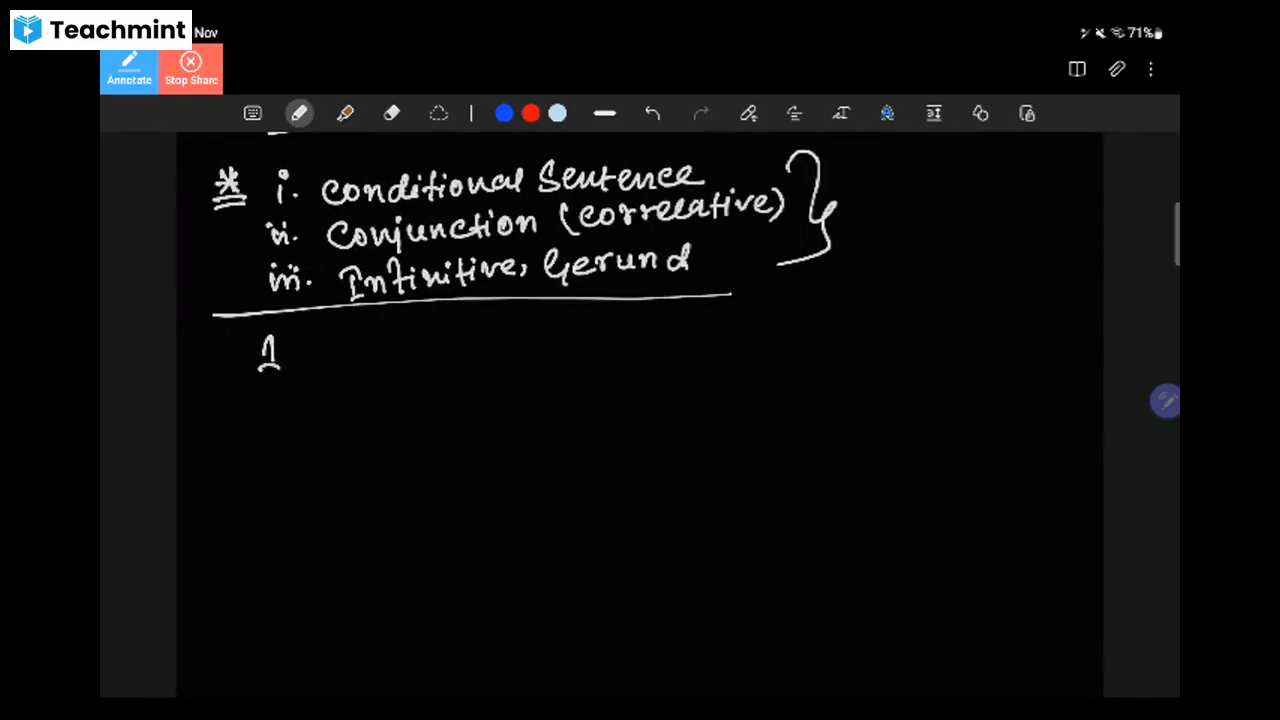 Teachmint
Nov
71%
Annotate
Stop Share
* i. Conditional Sentence
ii. Conjunction (correlative)
iii. Infinitive, Gerund
1